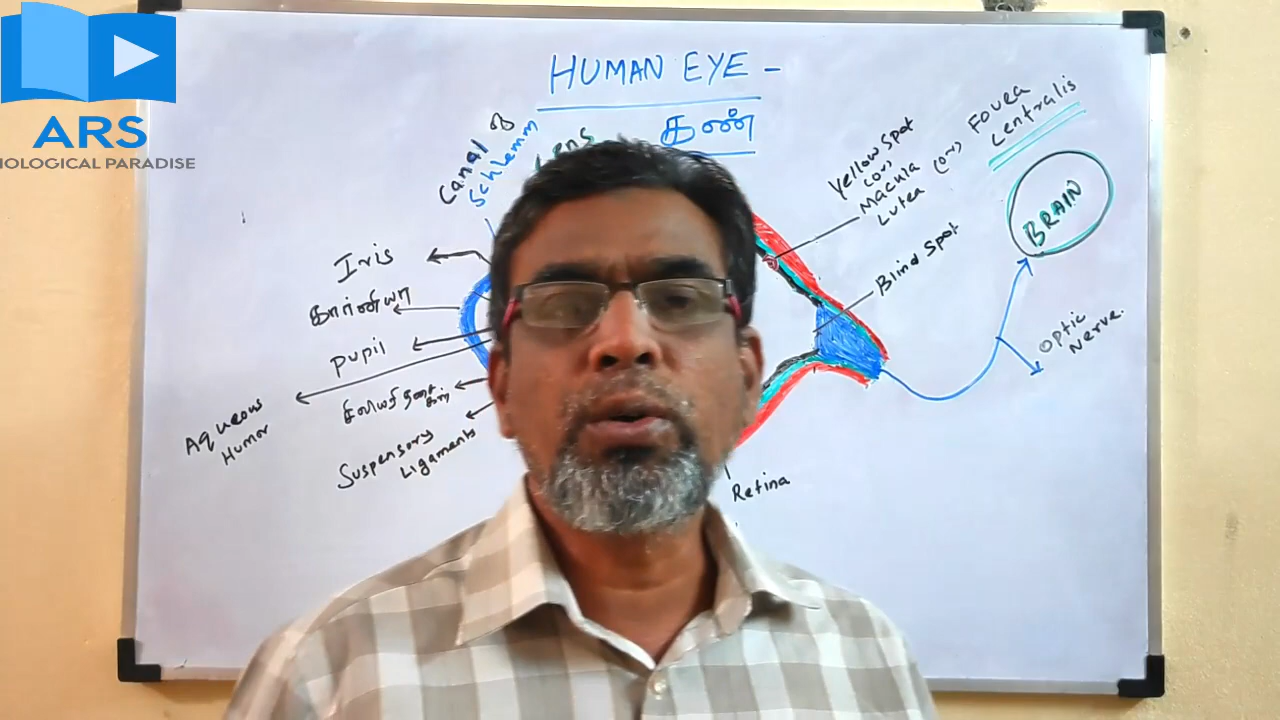 ARS
IOLOGICAL PARADISE
HUMAN EYE -
கண்
Canal of
Schlemm
Lens
Yellow Spot
(or)
Macula
Lutea
(or)
Fovea
Centralis
BRAIN
Blind Spot
Optic
Nerve.
Iris
கார்னியா
Pupil
Aqueous
Humor
Suspensory
Ligaments
Retina